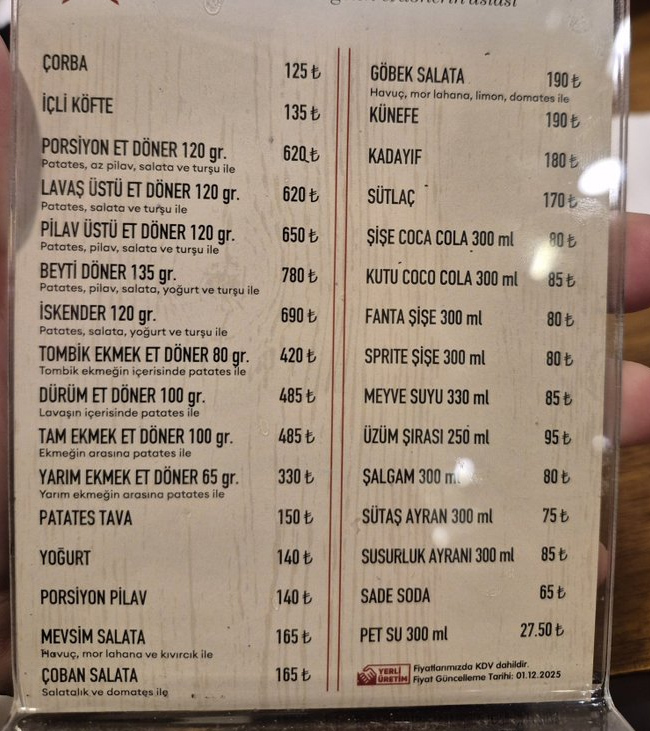 ustası
ÇORBA 125 ₺
İÇLİ KÖFTE 135 ₺
PORSİYON ET DÖNER 120 gr. 620 ₺
Patates, az pilav, salata ve turşu ile
LAVAŞ ÜSTÜ ET DÖNER 120 gr. 620 ₺
Patates, salata ve turşu ile
PİLAV ÜSTÜ ET DÖNER 120 gr. 650 ₺
Patates, pilav, salata ve turşu ile
BEYTİ DÖNER 135 gr. 780 ₺
Patates, pilav, salata, yoğurt ve turşu ile
İSKENDER 120 gr. 690 ₺
Patates, salata, yoğurt ve turşu ile
TOMBİK EKMEK ET DÖNER 80 gr. 420 ₺
Tombik ekmeğin içerisinde patates ile
DÜRÜM ET DÖNER 100 gr. 485 ₺
Lavaşın içerisinde patates ile
TAM EKMEK ET DÖNER 100 gr. 485 ₺
Ekmeğin arasına patates ile
YARIM EKMEK ET DÖNER 65 gr. 330 ₺
Yarım ekmeğin arasına patates ile
PATATES TAVA 150 ₺
YOĞURT 140 ₺
PORSİYON PİLAV 140 ₺
MEVSİM SALATA 165 ₺
Havuç, mor lahana ve kıvırcık ile
ÇOBAN SALATA 165 ₺
Salatalık ve domates ile
GÖBEK SALATA 190 ₺
Havuç, mor lahana, limon, domates ile
KÜNEFE 190 ₺
KADAYIF 180 ₺
SÜTLAÇ 170 ₺
ŞİŞE COCA COLA 300 ml 80 ₺
KUTU COCO COLA 300 ml 85 ₺
FANTA ŞİŞE 300 ml 80 ₺
SPRITE ŞİŞE 300 ml 80 ₺
MEYVE SUYU 330 ml 85 ₺
ÜZÜM ŞIRASI 250 ml 95 ₺
ŞALGAM 300 ml 80 ₺
SÜTAŞ AYRAN 300 ml 75 ₺
SUSURLUK AYRANI 300 ml 85 ₺
SADE SODA 65 ₺
PET SU 300 ml 27.50 ₺
YERLİ
ÜRETİM
Fiyatlarımızda KDV dahildir.
Fiyat Güncelleme Tarihi: 01.12.2025